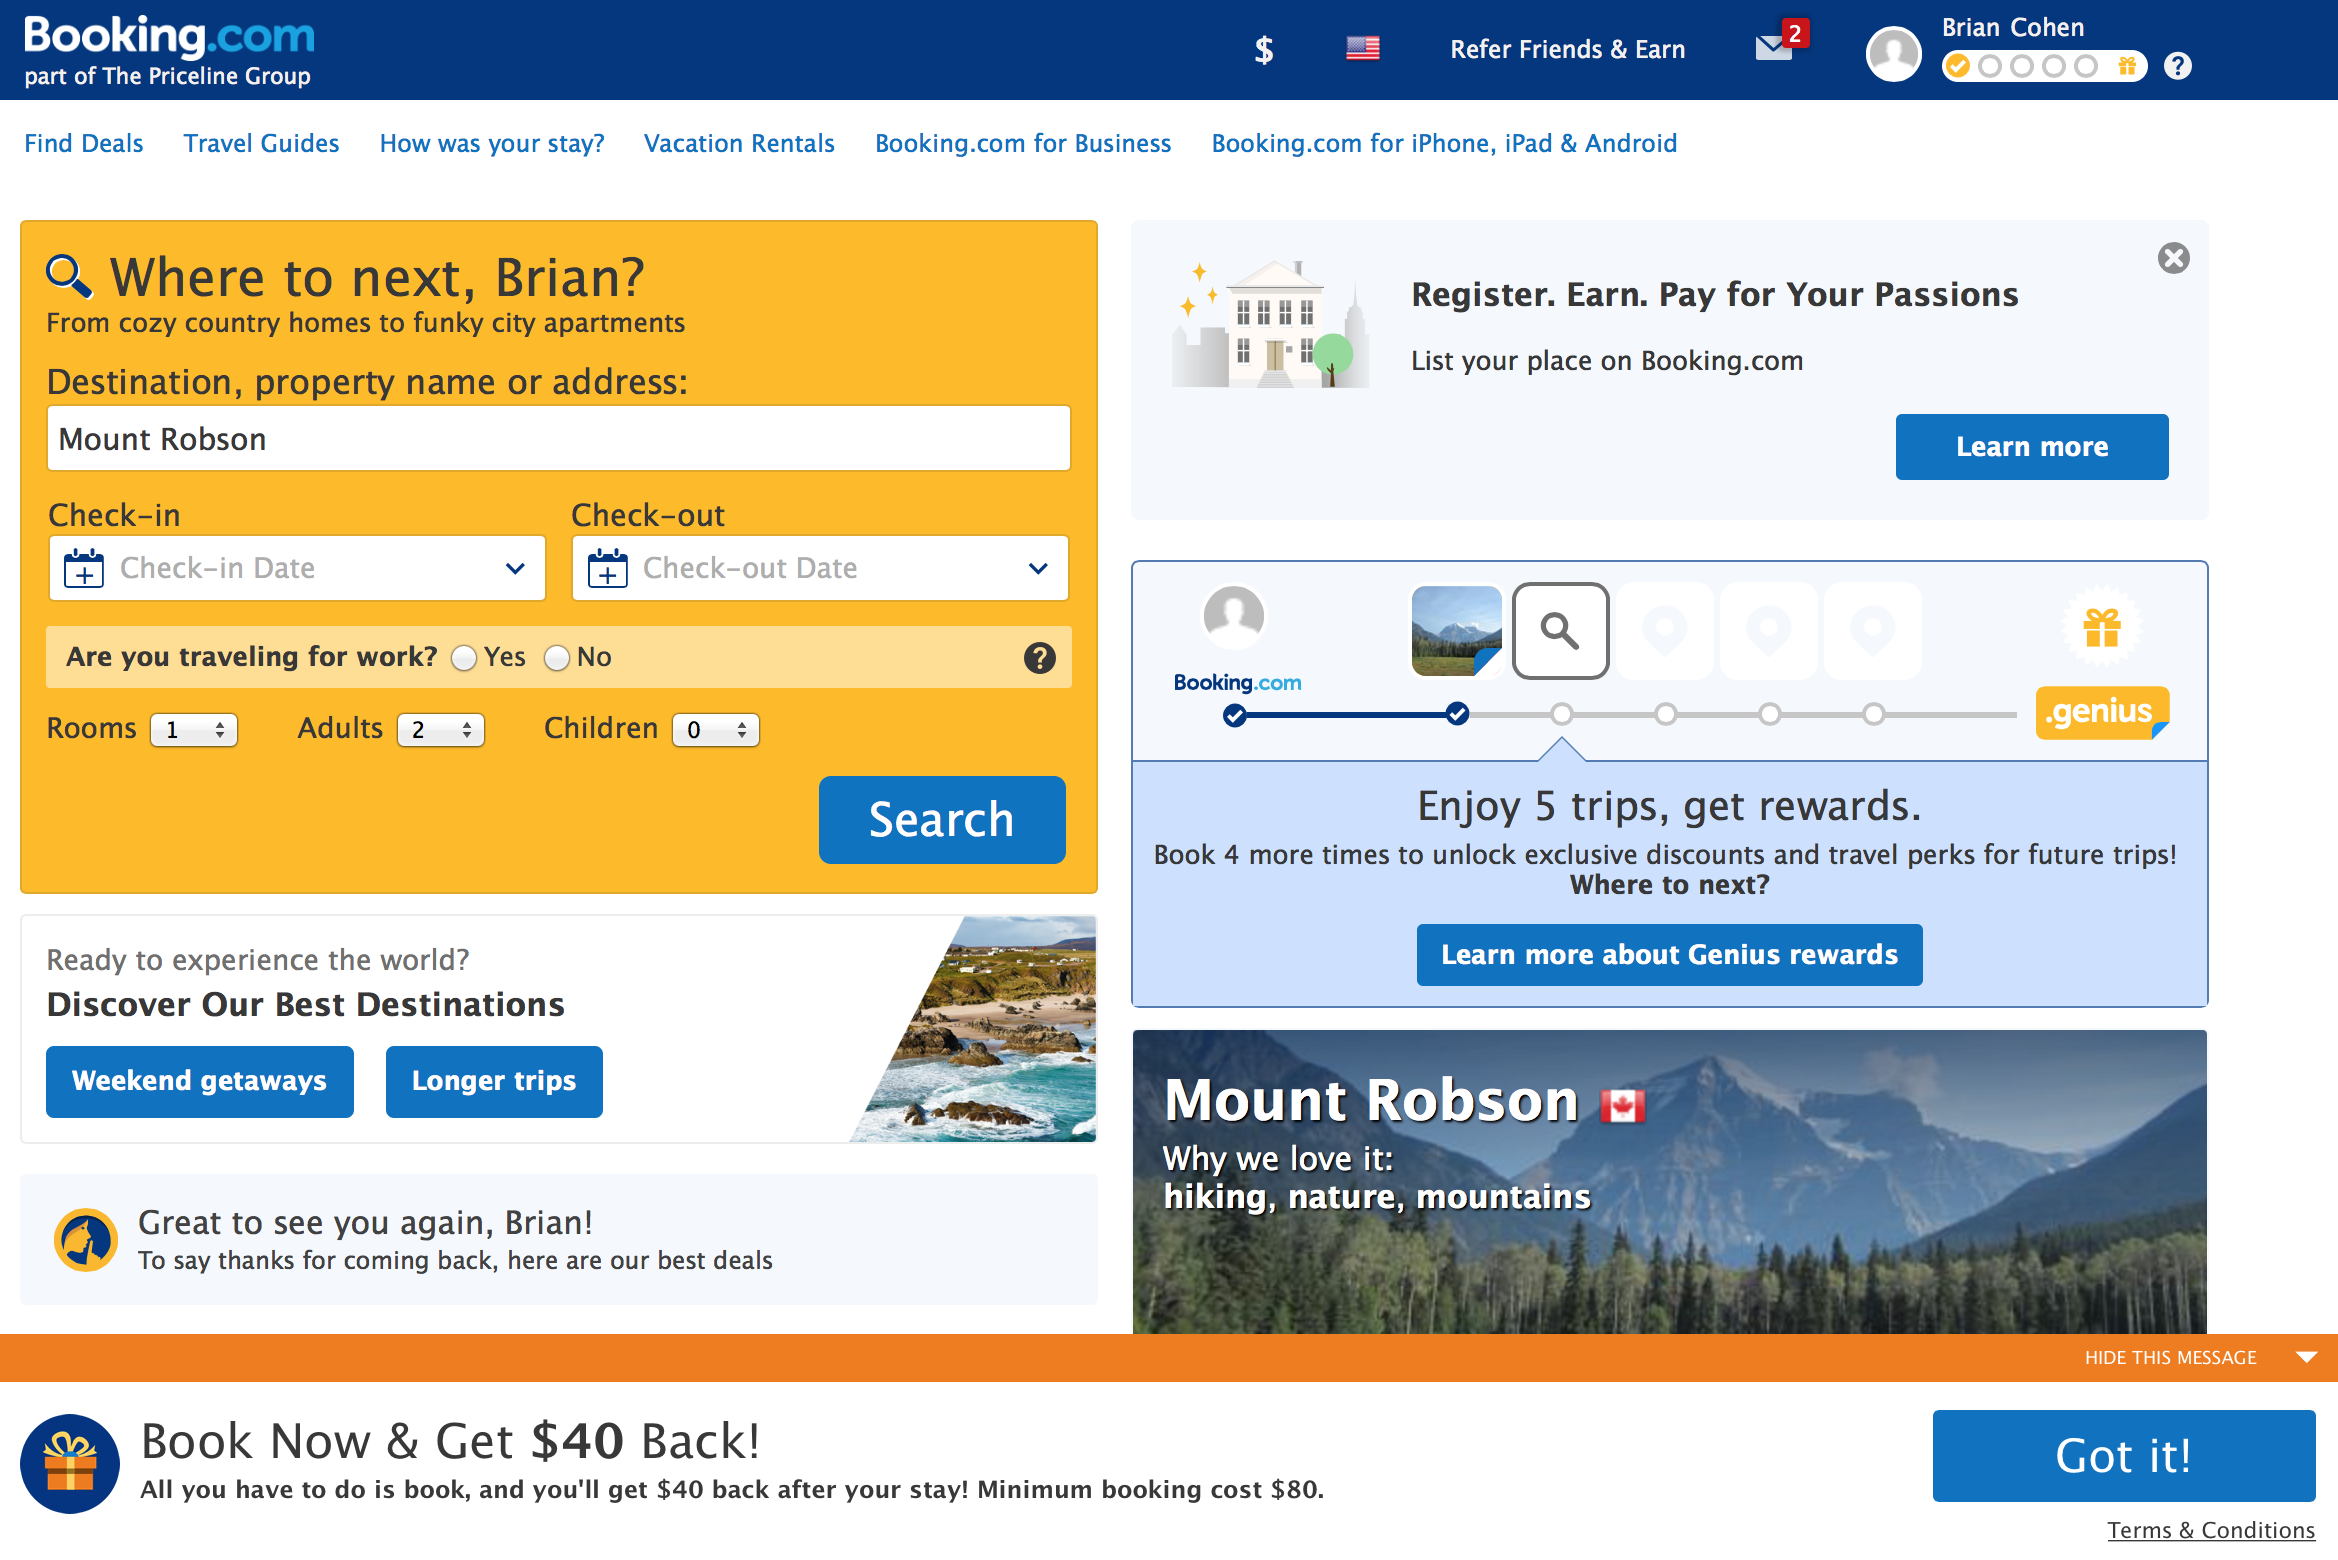 Booking.com
part of The Priceline Group
$
Refer Friends & Earn
2
Brian Cohen
?
Find Deals
Travel Guides
How was your stay?
Vacation Rentals
Booking.com for Business
Booking.com for iPhone, iPad & Android
Where to next, Brian?
From cozy country homes to funky city apartments
Destination, property name or address:
Mount Robson
Check-in
Check-out
Check-in Date
Check-out Date
Are you traveling for work? Yes No
?
Rooms 1 Adults 2 Children 0
Search
Ready to experience the world?
Discover Our Best Destinations
Weekend getaways
Longer trips
Great to see you again, Brian!
To say thanks for coming back, here are our best deals
Register. Earn. Pay for Your Passions
List your place on Booking.com
Learn more
Booking.com
.genius
Enjoy 5 trips, get rewards.
Book 4 more times to unlock exclusive discounts and travel perks for future trips!
Where to next?
Learn more about Genius rewards
Mount Robson
Why we love it:
hiking, nature, mountains
HIDE THIS MESSAGE
Book Now & Get $40 Back!
All you have to do is book, and you'll get $40 back after your stay! Minimum booking cost $80.
Got it!
Terms & Conditions